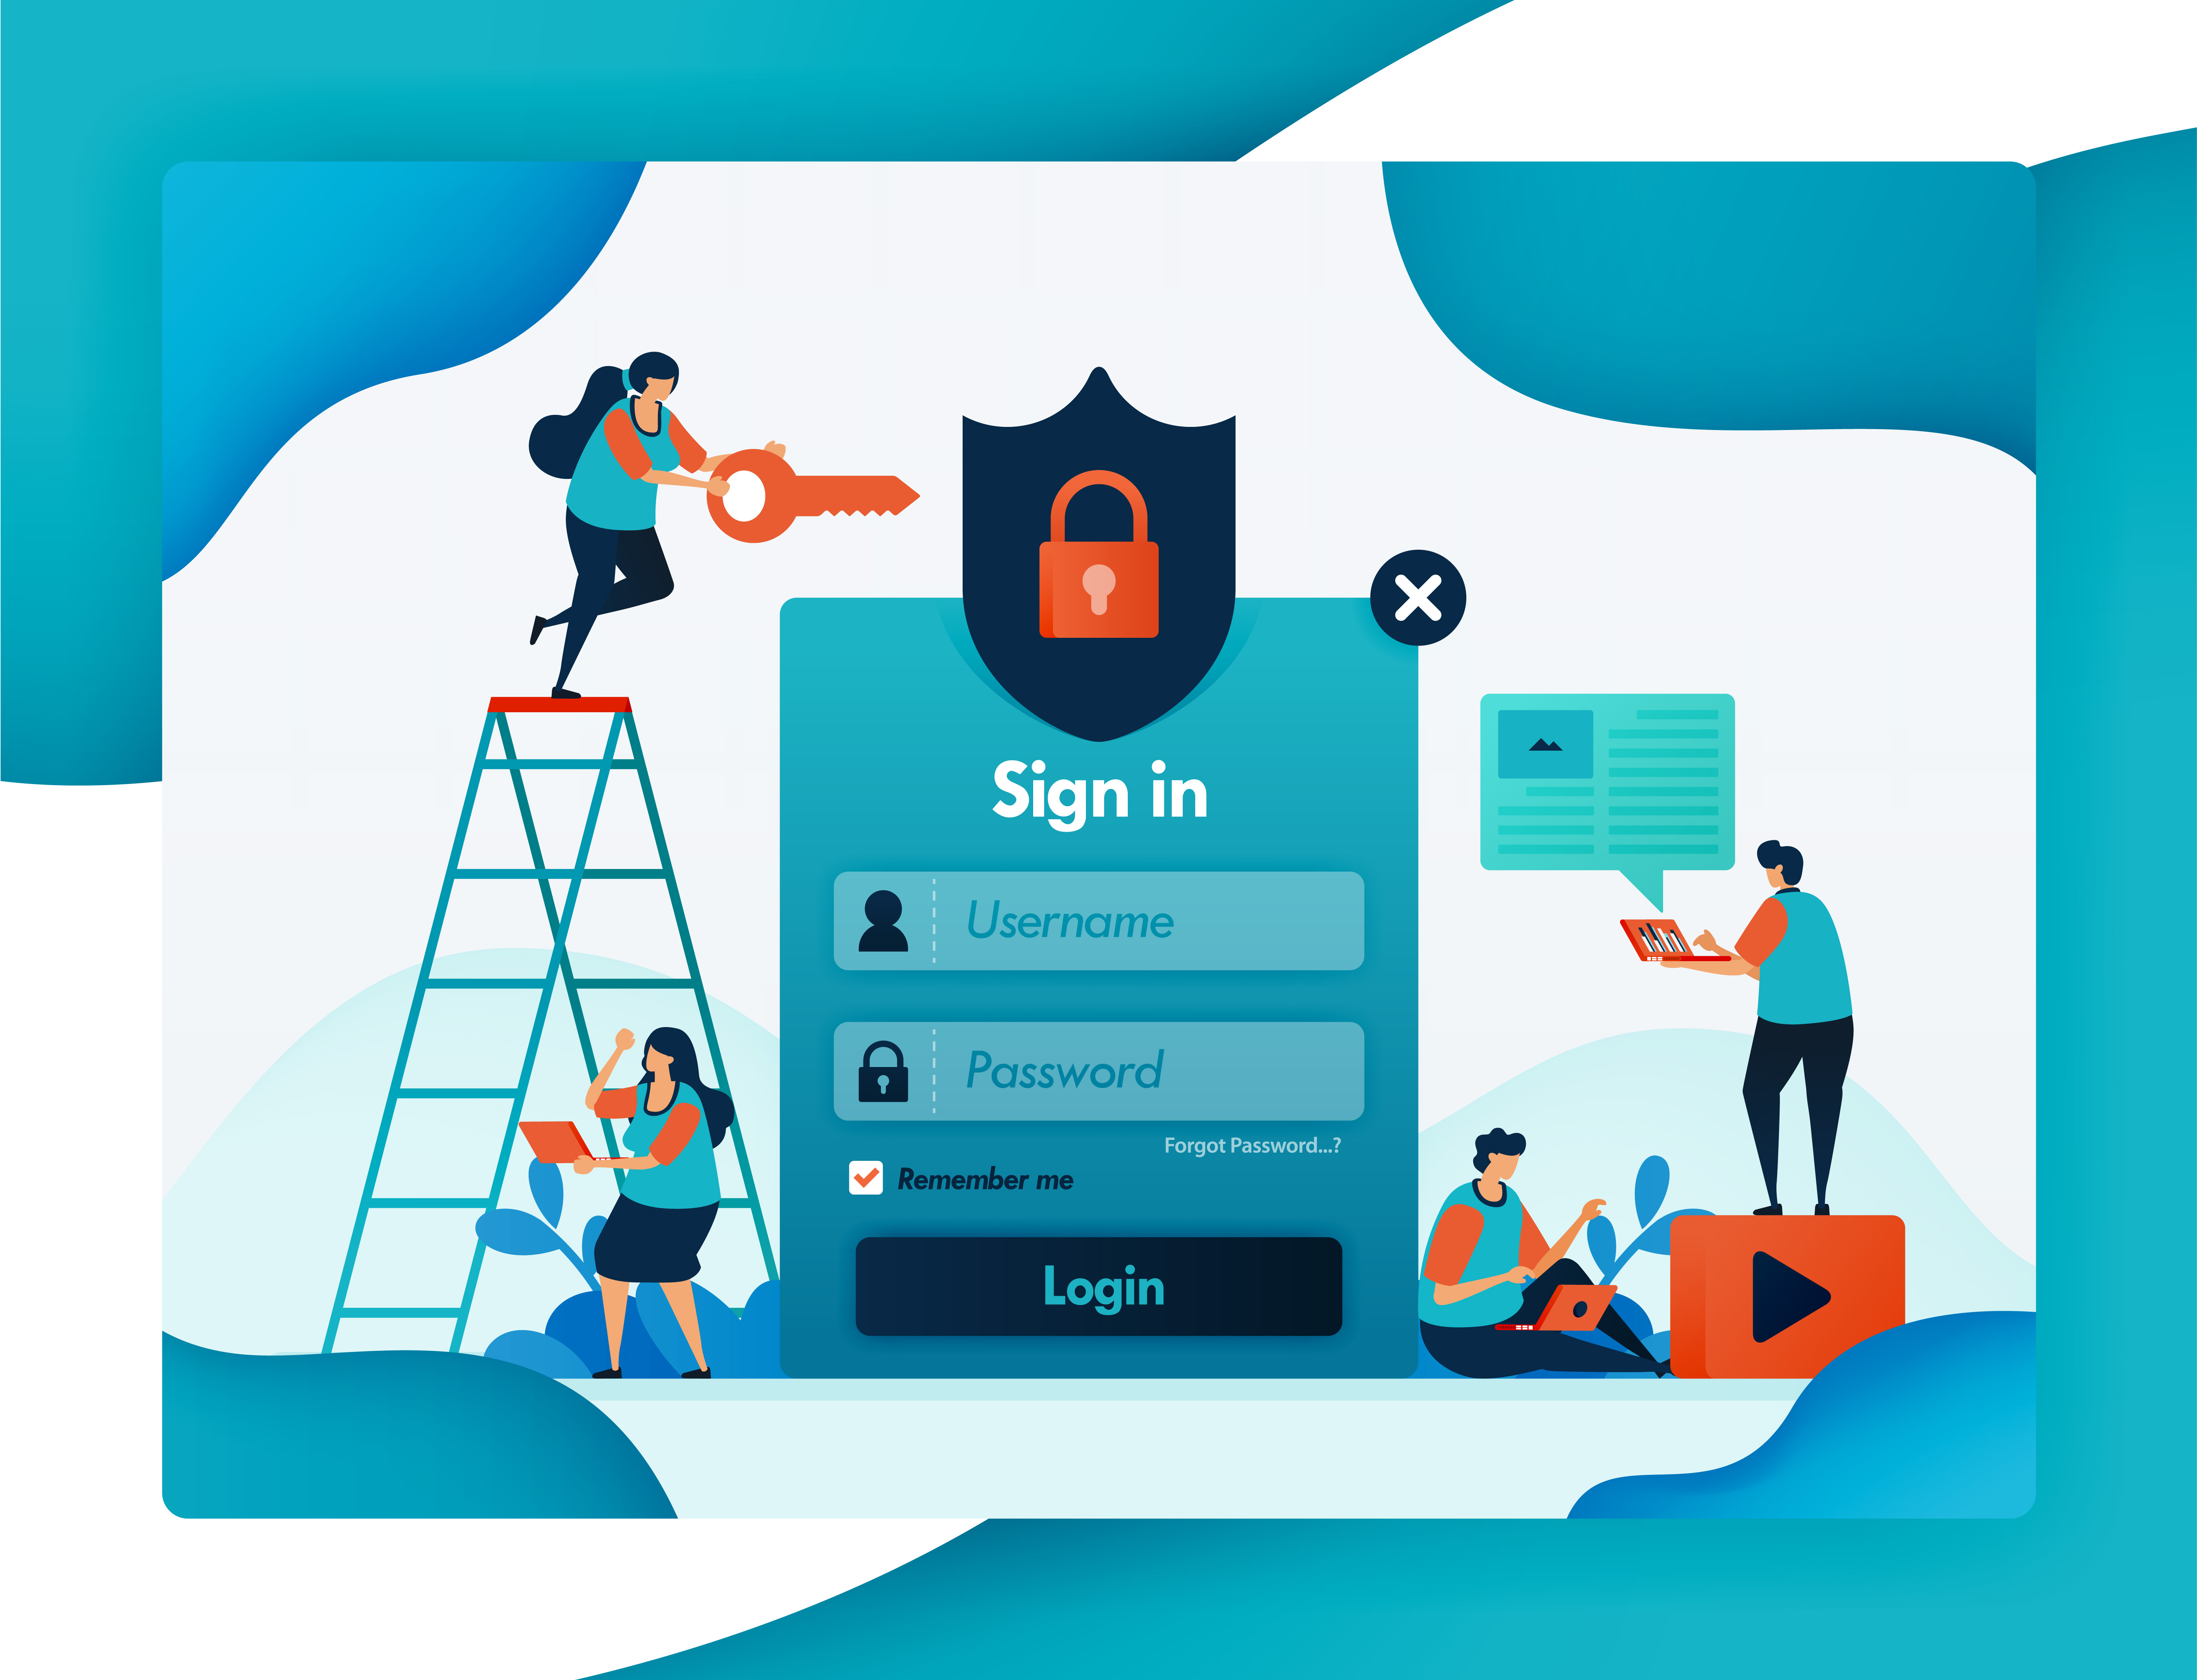 Sign in
Username
Password
Forgot Password...?
Remember me
Login